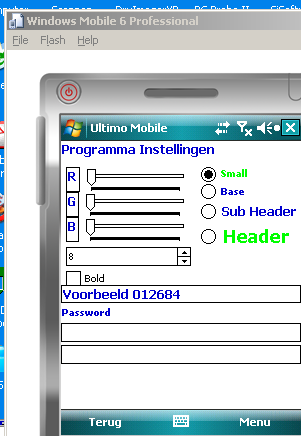 Windows Mobile 6 Professional
File Flash Help
Ultimo Mobile
Programma Instellingen
R
Small
G
Base
B
Sub Header
Header
8
Bold
Voorbeeld 012684
Password
Terug Menu